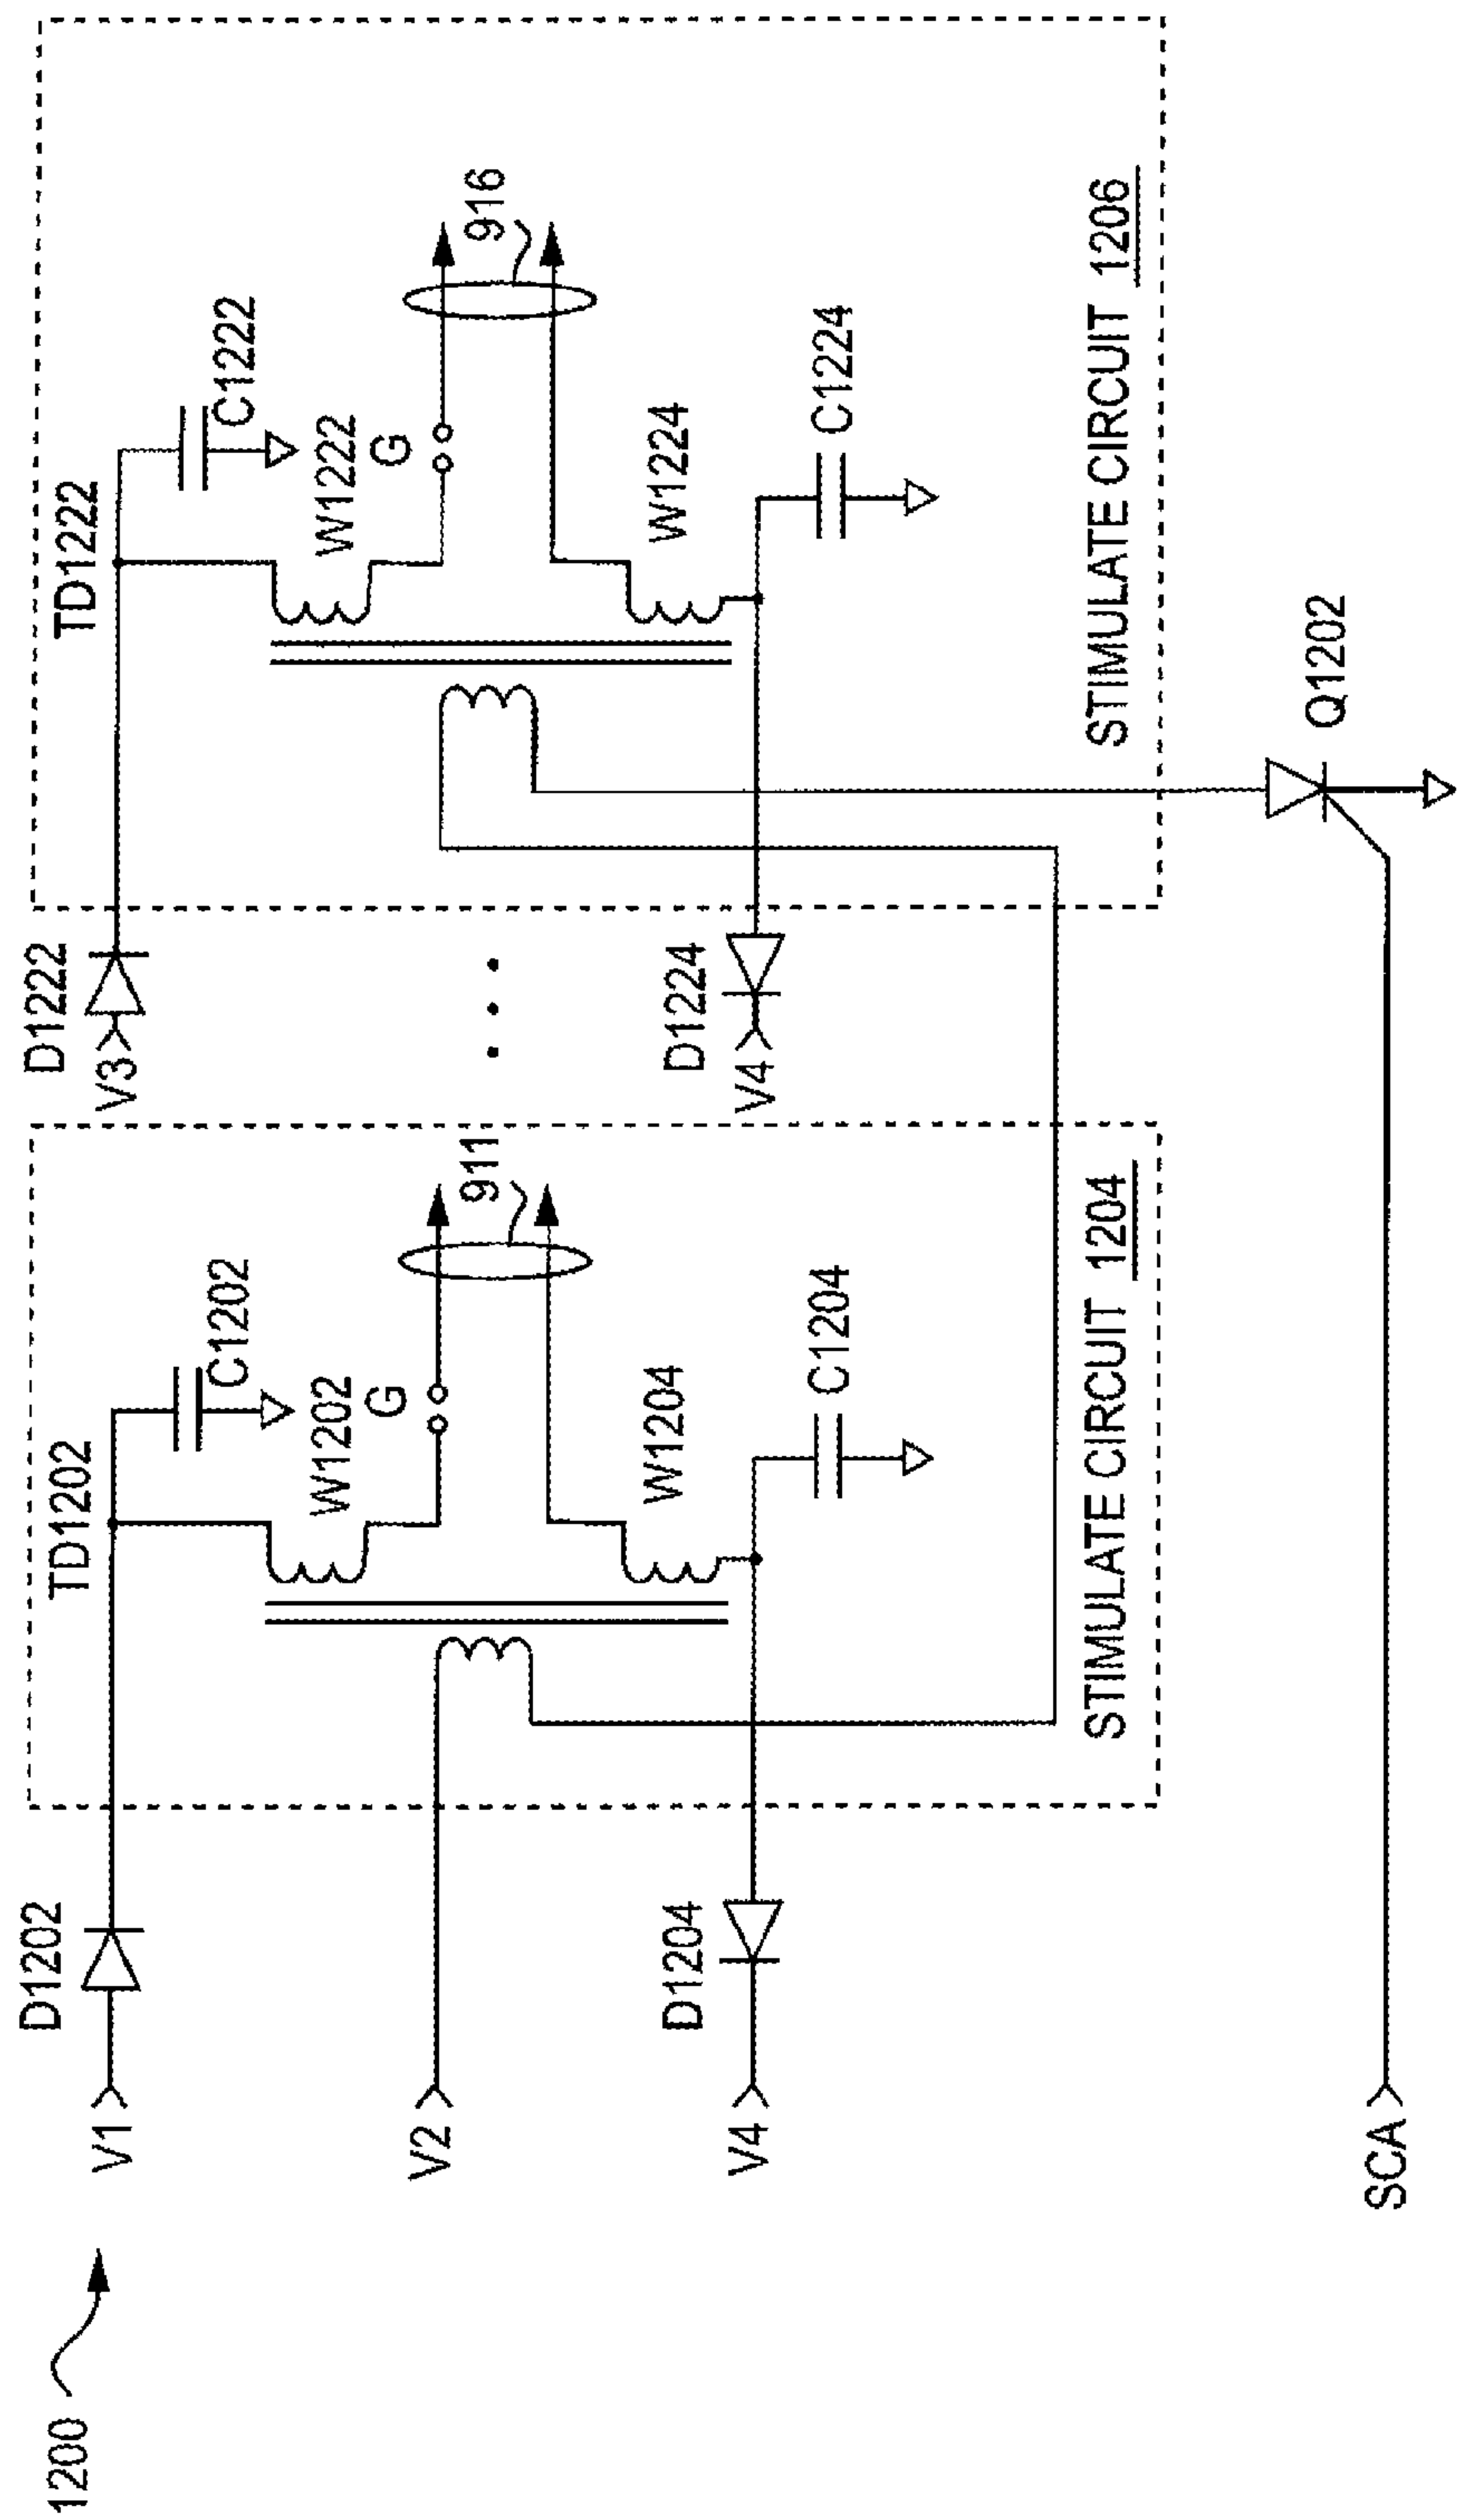 1200
V1
D1202
TD1202
C1202
W1202
G
911
V2
W1204
C1204
V4
D1204
STIMULATE CIRCUIT 1204
V3
D1222
TD1222
C1222
W1222
G
916
W1224
C1224
V4
D1224
STIMULATE CIRCUIT 1206
Q1202
SCA